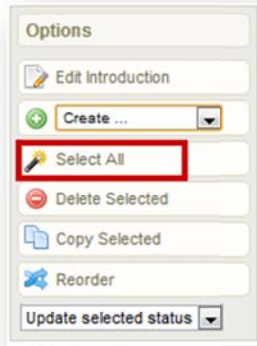 Options
Edit Introduction
Create ...
Select All
Delete Selected
Copy Selected
Reorder
Update selected status